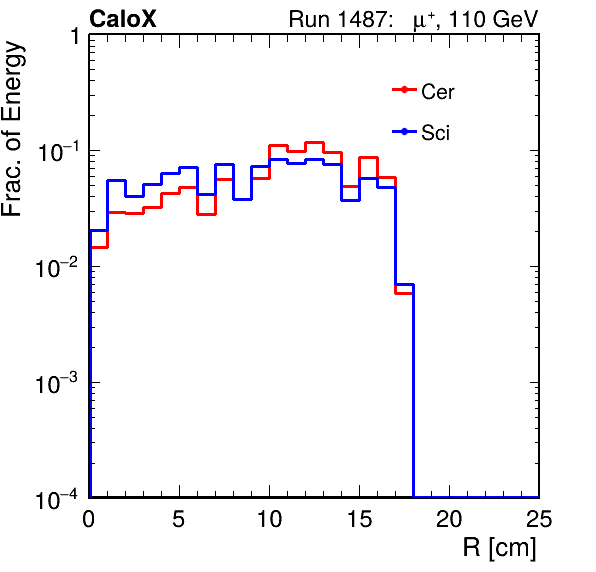 CaloX Run 1487: μ⁺, 110 GeV
Frac. of Energy
1
10⁻¹
10⁻²
10⁻³
10⁻⁴
Cer
Sci
0 5 10 15 20 25
R [cm]